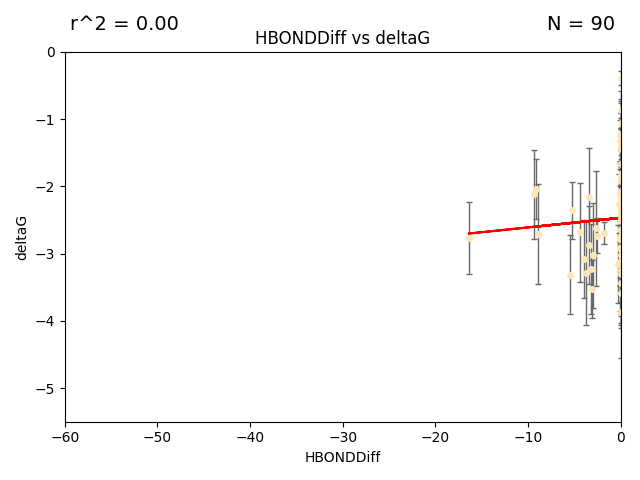 r^2 = 0.00
N = 90
HBONDDiff vs deltaG
0
−1
−2
−3
−4
−5
deltaG
−60
−50
−40
−30
−20
−10
0
HBONDDiff